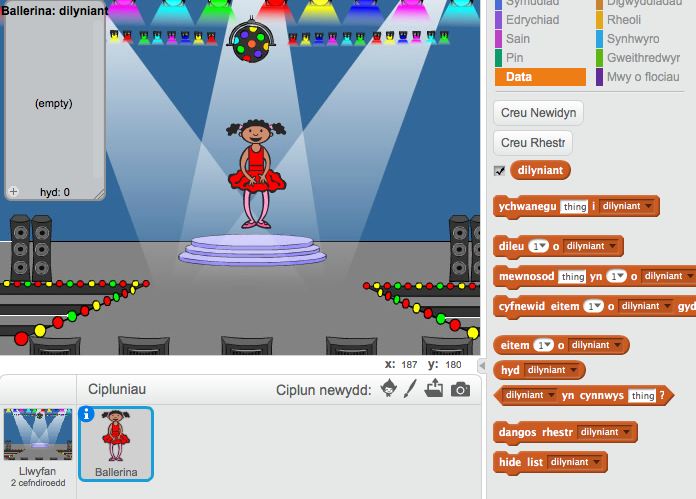 Ballerina: dilyniant
(empty)
+ hyd: 0
x: 187 y: 180
Cipluniau
Ciplun newydd:
Llwyfan
2 cefndiroedd
Ballerina
Symudiad
Digwyddiadau
Edrychiad
Rheoli
Sain
Synhwyro
Pin
Gweithredwyr
Data
Mwy o flociau
Creu Newidyn
Creu Rhestr
dilyniant
ychwanegu thing i dilyniant
dileu 1 o dilyniant
mewnosod thing yn 1 o dilyniant
cyfnewid eitem 1 o dilyniant gyd
eitem 1 o dilyniant
hyd dilyniant
dilyniant yn cynnwys thing ?
dangos rhestr dilyniant
hide list dilyniant